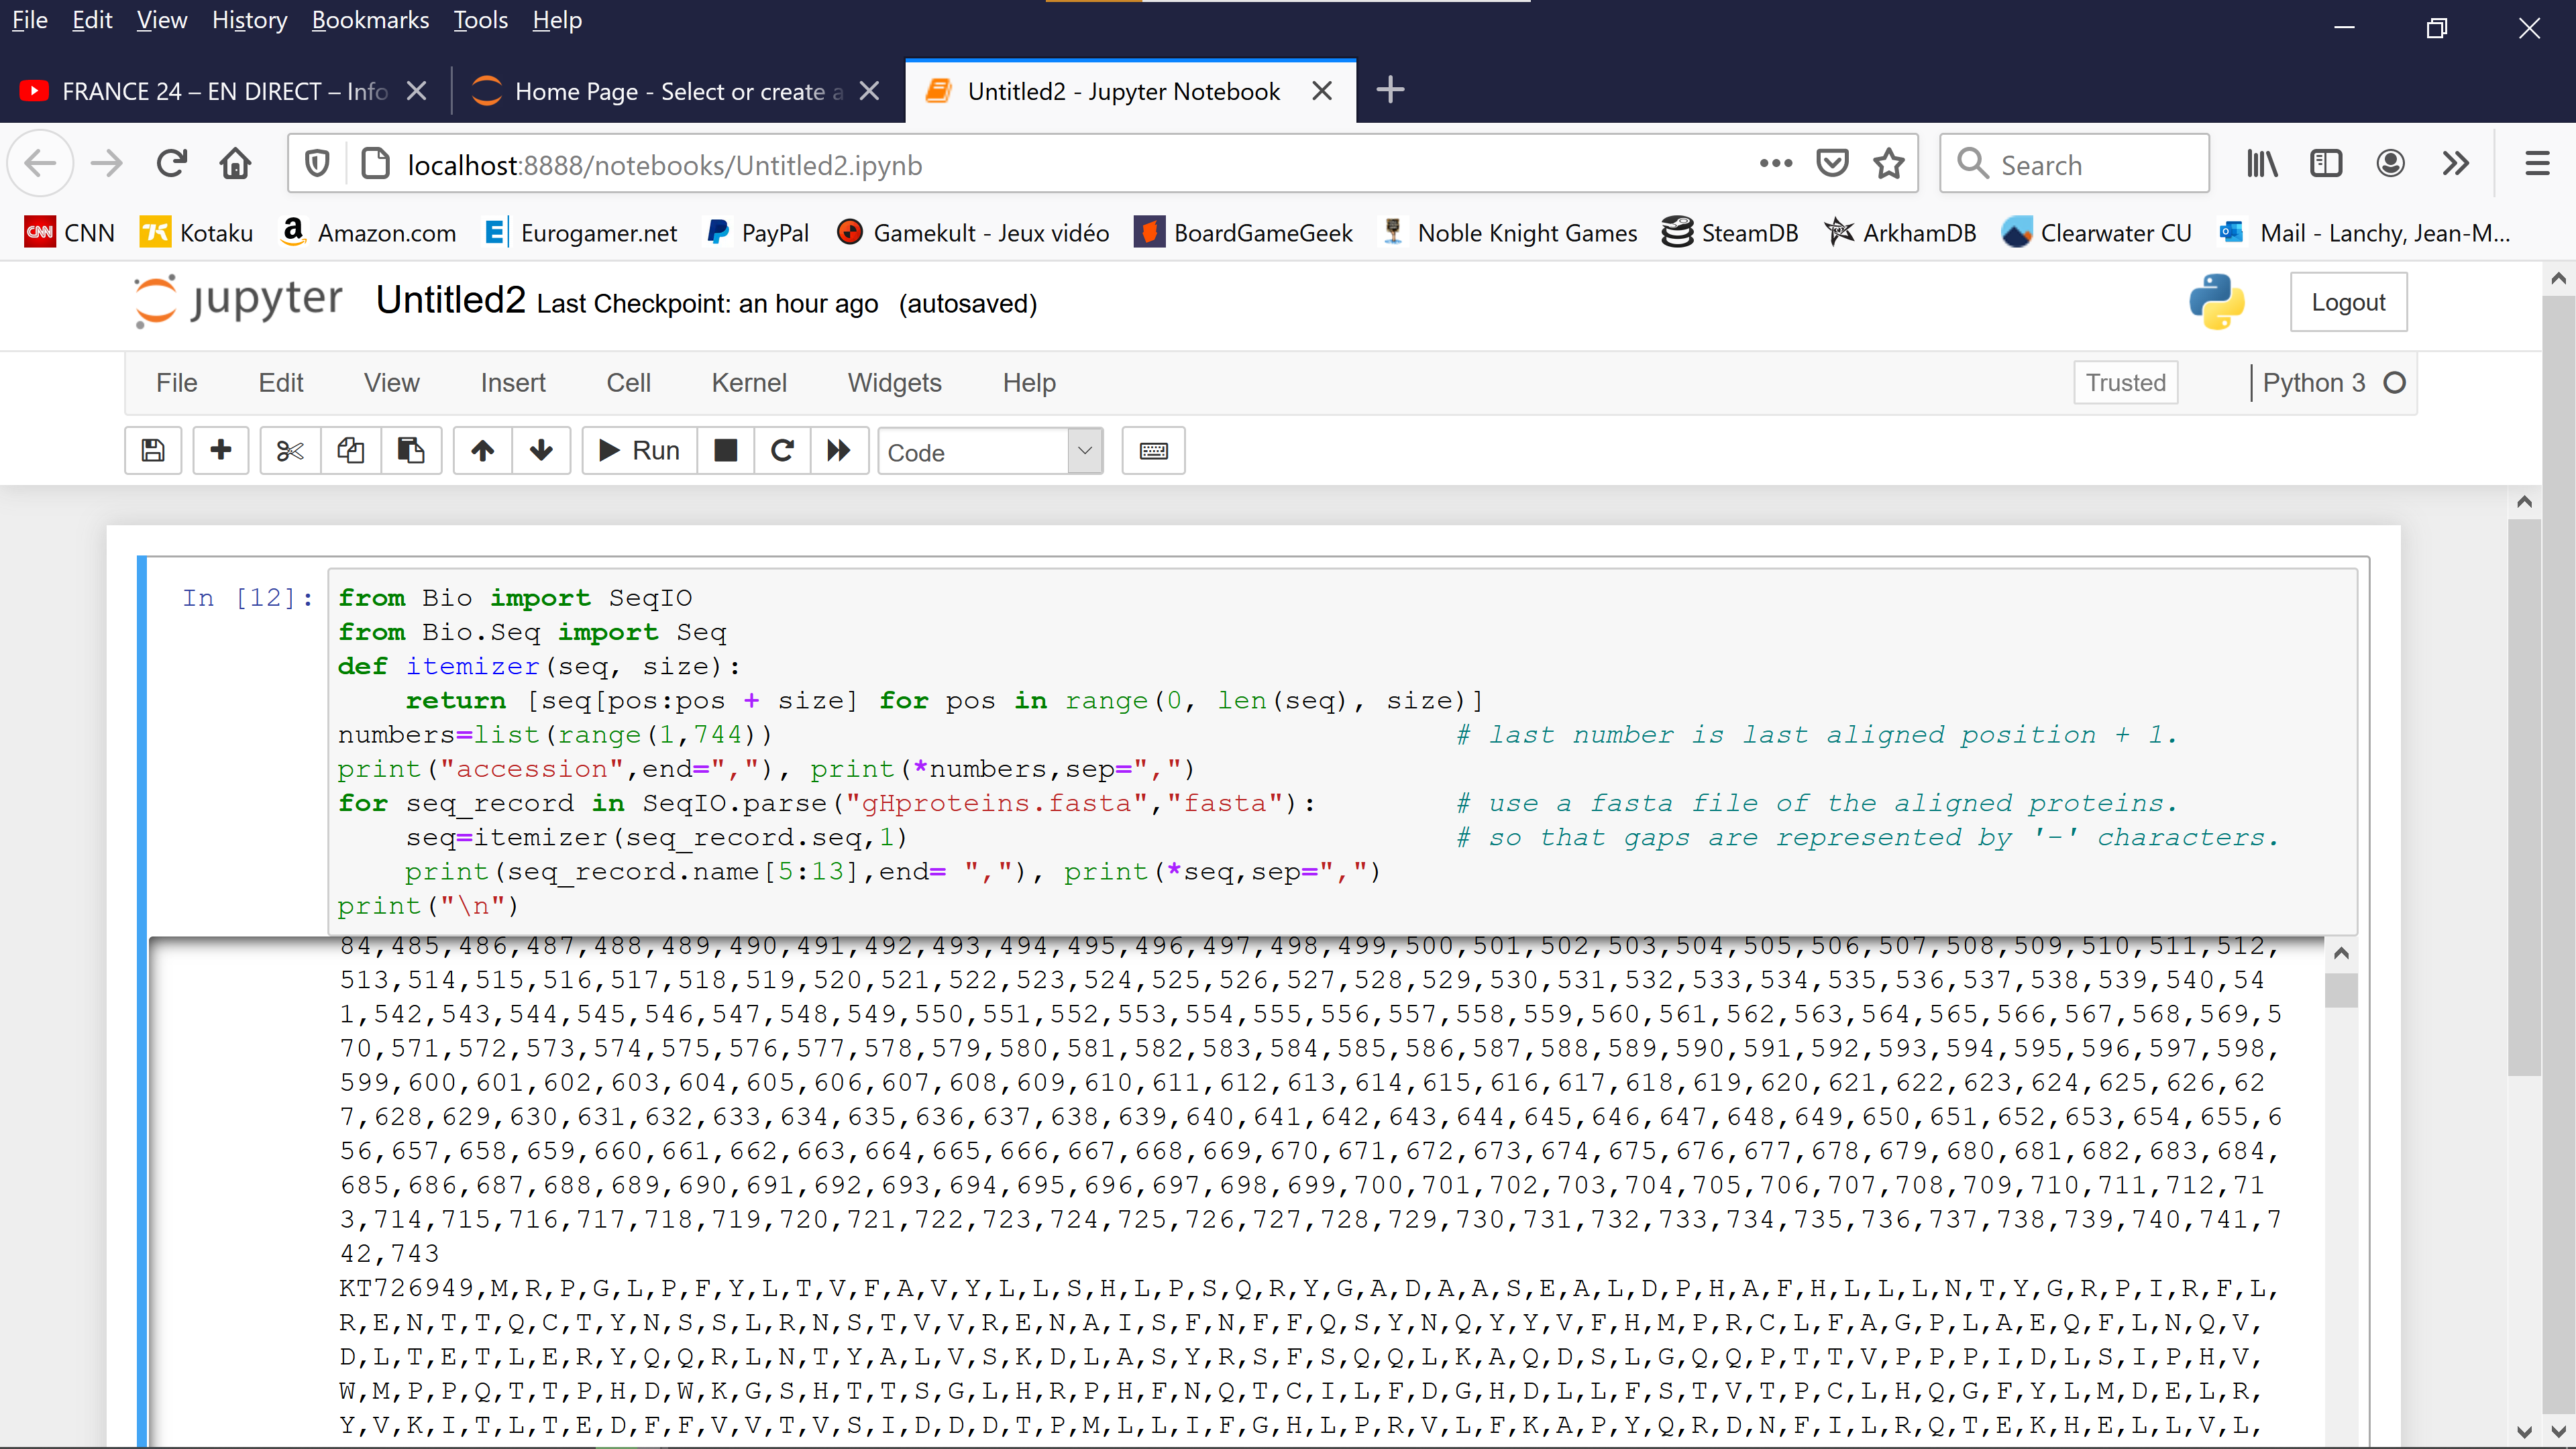 File Edit View History Bookmarks Tools Help
FRANCE 24 – EN DIRECT – Info
Home Page - Select or create a
Untitled2 - Jupyter Notebook
localhost:8888/notebooks/Untitled2.ipynb
Search
CNN Kotaku Amazon.com Eurogamer.net PayPal Gamekult - Jeux vidéo BoardGameGeek Noble Knight Games SteamDB ArkhamDB Clearwater CU Mail - Lanchy, Jean-M...
jupyter Untitled2 Last Checkpoint: an hour ago (autosaved)
Logout
File Edit View Insert Cell Kernel Widgets Help
Trusted
Python 3
Run
Code
In [12]: from Bio import SeqIO
from Bio.Seq import Seq
def itemizer(seq, size):
    return [seq[pos:pos + size] for pos in range(0, len(seq), size)]
numbers=list(range(1,744)) # last number is last aligned position + 1.
print("accession",end=","), print(*numbers,sep=",")
for seq_record in SeqIO.parse("gHproteins.fasta","fasta"): # use a fasta file of the aligned proteins.
    seq=itemizer(seq_record.seq,1) # so that gaps are represented by '-' characters.
    print(seq_record.name[5:13],end= ","), print(*seq,sep=",")
print("\n")
84,485,486,487,488,489,490,491,492,493,494,495,496,497,498,499,500,501,502,503,504,505,506,507,508,509,510,511,512,
513,514,515,516,517,518,519,520,521,522,523,524,525,526,527,528,529,530,531,532,533,534,535,536,537,538,539,540,54
1,542,543,544,545,546,547,548,549,550,551,552,553,554,555,556,557,558,559,560,561,562,563,564,565,566,567,568,569,5
70,571,572,573,574,575,576,577,578,579,580,581,582,583,584,585,586,587,588,589,590,591,592,593,594,595,596,597,598,
599,600,601,602,603,604,605,606,607,608,609,610,611,612,613,614,615,616,617,618,619,620,621,622,623,624,625,626,62
7,628,629,630,631,632,633,634,635,636,637,638,639,640,641,642,643,644,645,646,647,648,649,650,651,652,653,654,655,6
56,657,658,659,660,661,662,663,664,665,666,667,668,669,670,671,672,673,674,675,676,677,678,679,680,681,682,683,684,
685,686,687,688,689,690,691,692,693,694,695,696,697,698,699,700,701,702,703,704,705,706,707,708,709,710,711,712,71
3,714,715,716,717,718,719,720,721,722,723,724,725,726,727,728,729,730,731,732,733,734,735,736,737,738,739,740,741,7
42,743
KT726949,M,R,P,G,L,P,F,Y,L,T,V,F,A,V,Y,L,L,S,H,L,P,S,Q,R,Y,G,A,D,A,A,S,E,A,L,D,P,H,A,F,H,L,L,L,N,T,Y,G,R,P,I,R,F,L,
R,E,N,T,T,Q,C,T,Y,N,S,S,L,R,N,S,T,V,V,R,E,N,A,I,S,F,N,F,F,Q,S,Y,N,Q,Y,Y,V,F,H,M,P,R,C,L,F,A,G,P,L,A,E,Q,F,L,N,Q,V,
D,L,T,E,T,L,E,R,Y,Q,Q,R,L,N,T,Y,A,L,V,S,K,D,L,A,S,Y,R,S,F,S,Q,Q,L,K,A,Q,D,S,L,G,Q,Q,P,T,T,V,P,P,P,I,D,L,S,I,P,H,V,
W,M,P,P,Q,T,T,P,H,D,W,K,G,S,H,T,T,S,G,L,H,R,P,H,F,N,Q,T,C,I,L,F,D,G,H,D,L,L,F,S,T,V,T,P,C,L,H,Q,G,F,Y,L,M,D,E,L,R,
Y,V,K,I,T,L,T,E,D,F,F,V,V,T,V,S,I,D,D,D,T,P,M,L,L,I,F,G,H,L,P,R,V,L,F,K,A,P,Y,Q,R,D,N,F,I,L,R,Q,T,E,K,H,E,L,L,V,L,